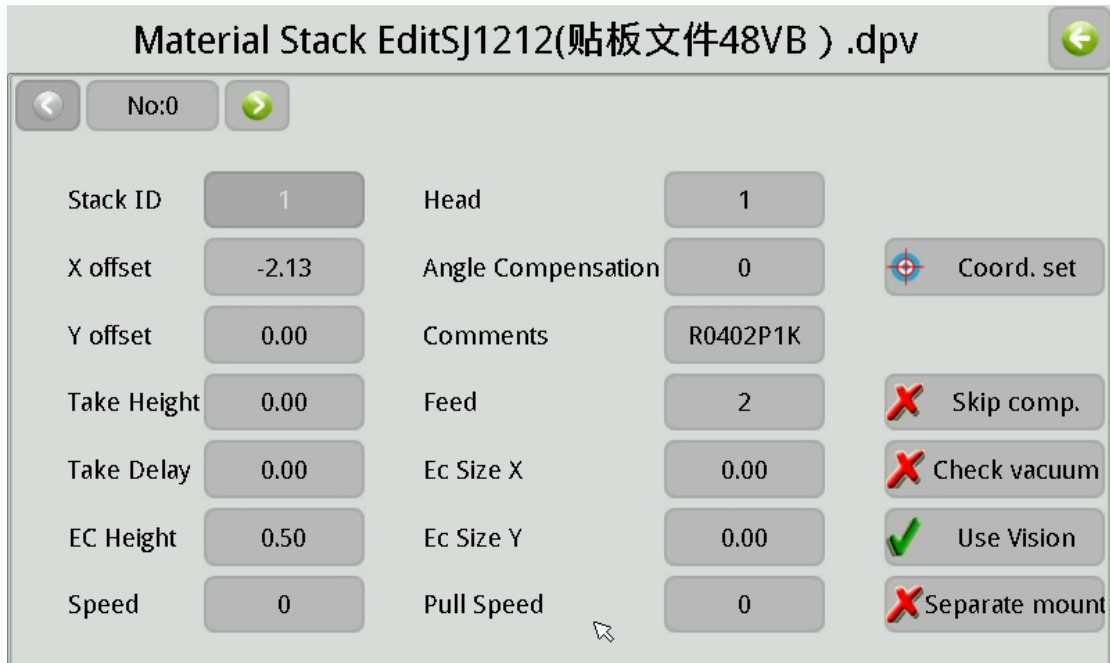 Material Stack EditSJ1212(贴板文件48VB ) .dpv
No:0
Stack ID 1 Head 1
X offset -2.13 Angle Compensation 0 Coord. set
Y offset 0.00 Comments R0402P1K
Take Height 0.00 Feed 2 Skip comp.
Take Delay 0.00 Ec Size X 0.00 Check vacuum
EC Height 0.50 Ec Size Y 0.00 Use Vision
Speed 0 Pull Speed 0 Separate mount